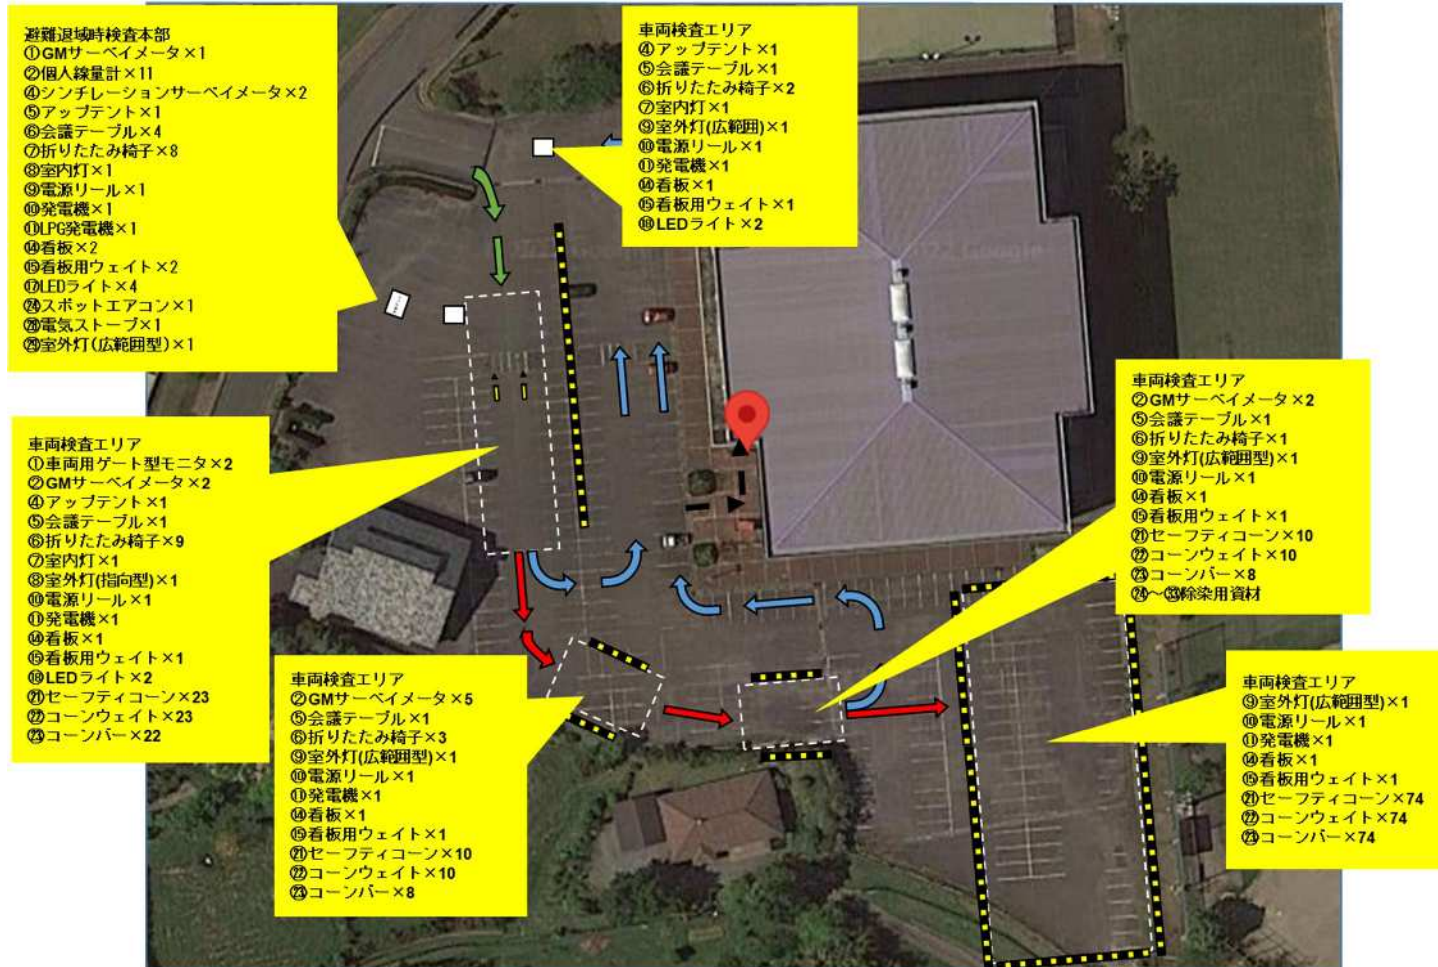 避難退域時検査本部
①GMサーベイメータ×1
②個人線量計×11
④シンチレーションサーベイメータ×2
⑤アップテント×1
⑥会議テーブル×4
⑦折りたたみ椅子×8
⑧室内灯×1
⑨電源リール×1
⑩発電機×1
⑪LPG発電機×1
⑭看板×2
⑮看板用ウェイト×2
⑰LEDライト×4
㉔スポットエアコン×1
㉘電気ストーブ×1
㉙室外灯(広範囲型)×1
車両検査エリア
④アップテント×1
⑤会議テーブル×1
⑥折りたたみ椅子×2
⑦室内灯×1
⑨室外灯(広範囲)×1
⑩電源リール×1
⑪発電機×1
⑭看板×1
⑮看板用ウェイト×1
⑱LEDライト×2
車両検査エリア
①車両用ゲート型モニタ×2
②GMサーベイメータ×2
④アップテント×1
⑤会議テーブル×1
⑥折りたたみ椅子×9
⑦室内灯×1
⑧室外灯(指向型)×1
⑩電源リール×1
⑪発電機×1
⑭看板×1
⑮看板用ウェイト×1
⑱LEDライト×2
㉑セーフティコーン×23
㉒コーンウェイト×23
㉓コーンバー×22
車両検査エリア
②GMサーベイメータ×5
⑤会議テーブル×1
⑥折りたたみ椅子×3
⑨室外灯(広範囲型)×1
⑩電源リール×1
⑪発電機×1
⑭看板×1
⑮看板用ウェイト×1
㉑セーフティコーン×10
㉒コーンウェイト×10
㉓コーンバー×8
車両検査エリア
②GMサーベイメータ×2
⑤会議テーブル×1
⑥折りたたみ椅子×1
⑨室外灯(広範囲型)×1
⑩電源リール×1
⑭看板×1
⑮看板用ウェイト×1
㉑セーフティコーン×10
㉒コーンウェイト×10
㉓コーンバー×8
㉔～㉝除染用資材
車両検査エリア
⑨室外灯(広範囲型)×1
⑩電源リール×1
⑪発電機×1
⑭看板×1
⑮看板用ウェイト×1
㉑セーフティコーン×74
㉒コーンウェイト×74
㉓コーンバー×74